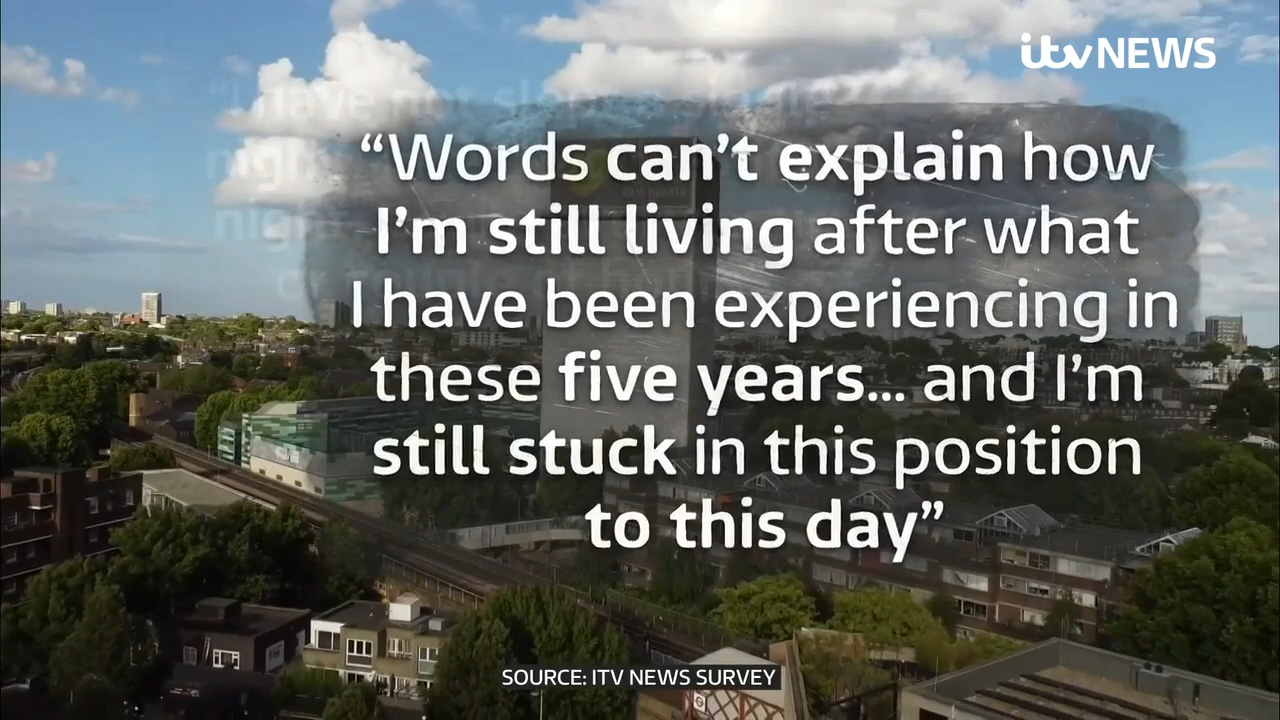 itv NEWS
“Words can’t explain how
I’m still living after what
I have been experiencing in
these five years... and I’m
still stuck in this position
to this day”
SOURCE: ITV NEWS SURVEY